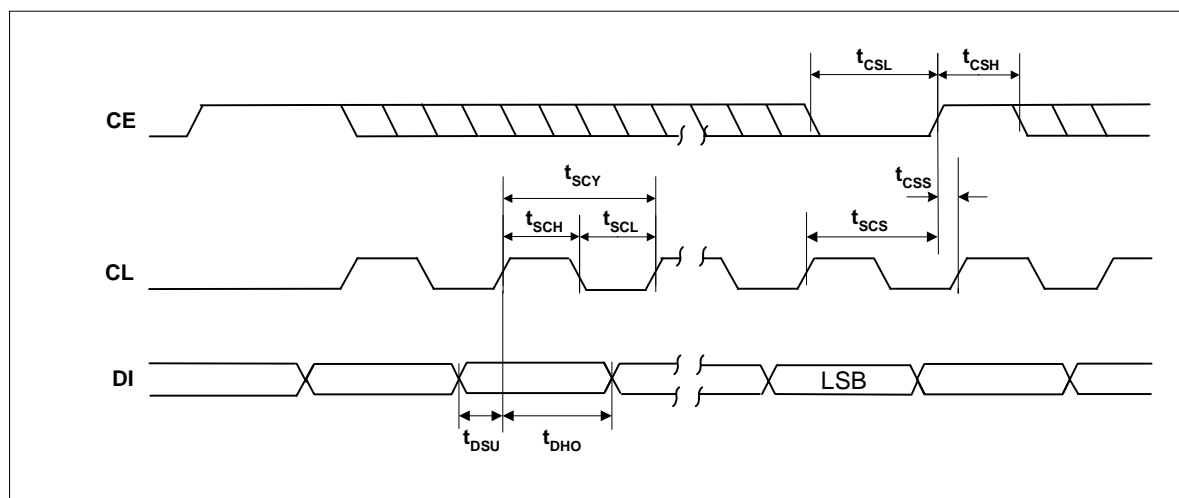 tCSL
tCSH
CE
tSCY
tCSS
tSCH
tSCL
tSCS
CL
DI
LSB
tDSU
tDHO